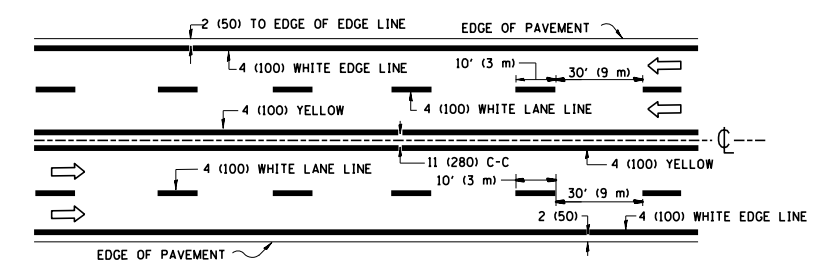 2 (50) TO EDGE OF EDGE LINE
EDGE OF PAVEMENT
4 (100) WHITE EDGE LINE
10' (3 m)
30' (9 m)
4 (100) YELLOW
4 (100) WHITE LANE LINE
℄
4 (100) WHITE LANE LINE
11 (280) C-C
4 (100) YELLOW
10' (3 m)
30' (9 m)
2 (50)
4 (100) WHITE EDGE LINE
EDGE OF PAVEMENT